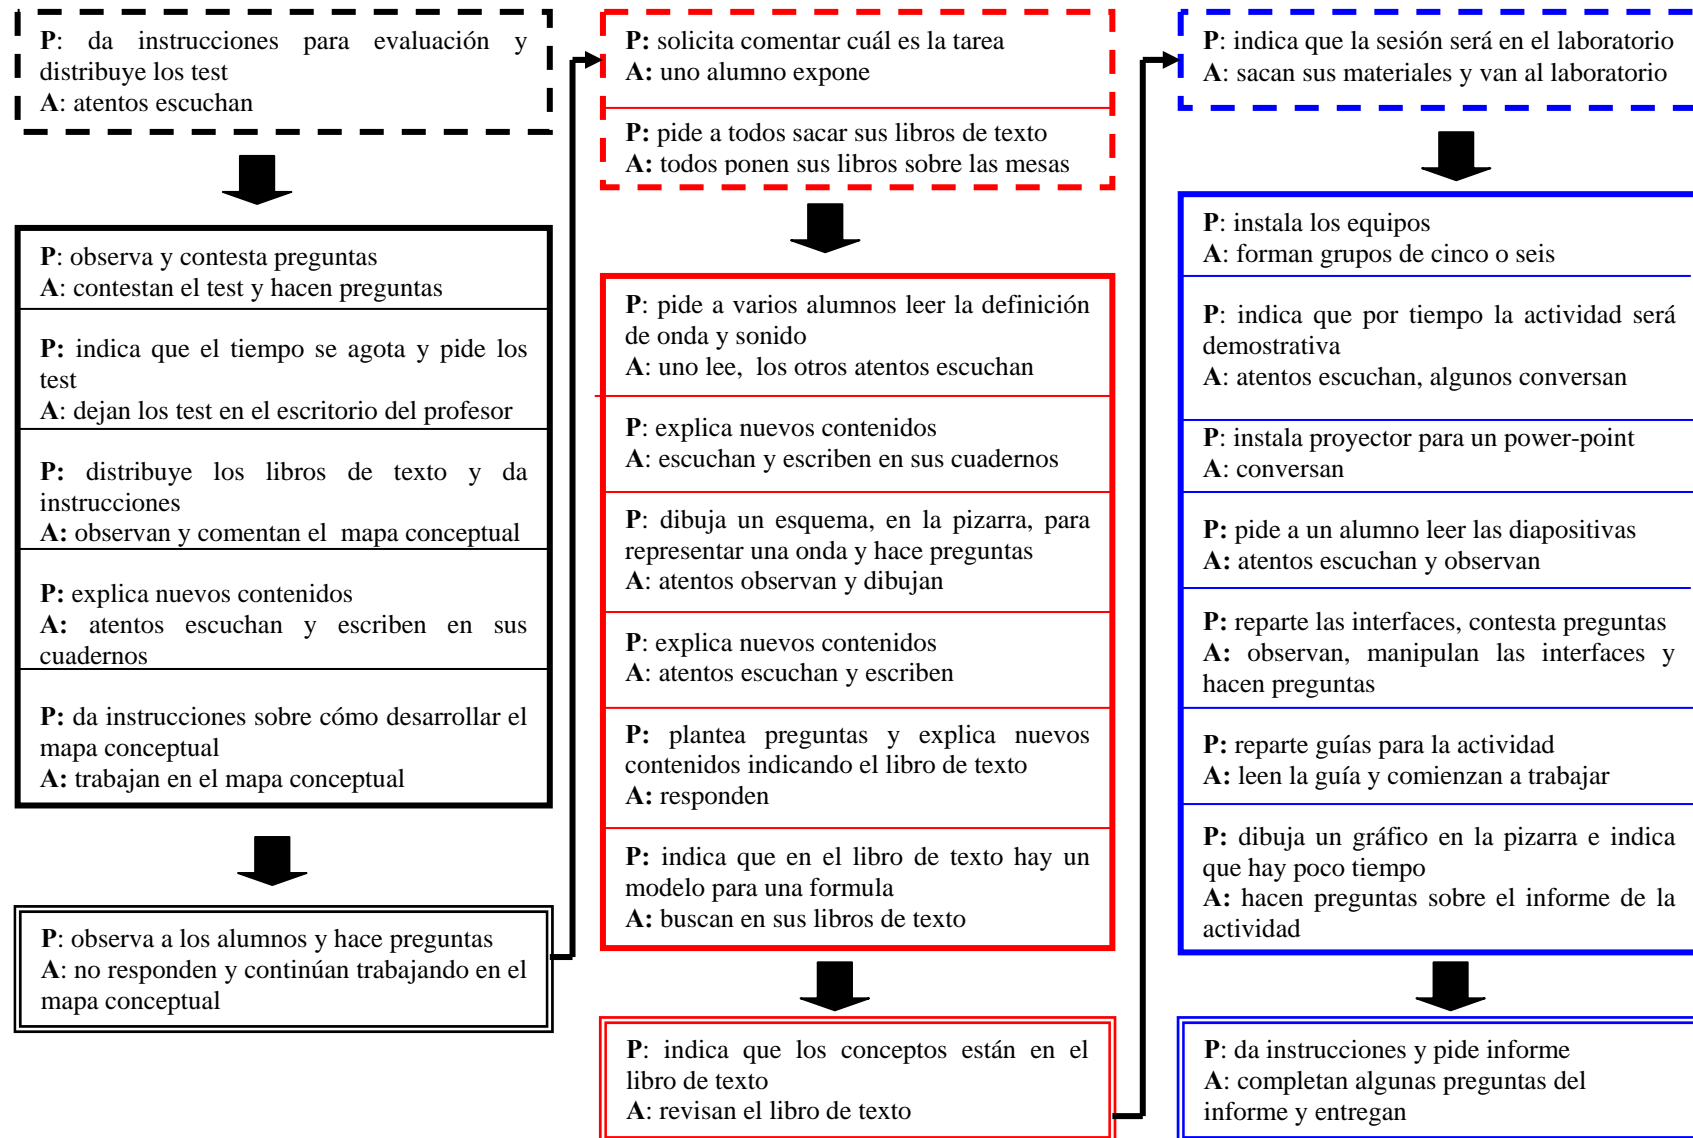 P: da instrucciones para evaluación y
distribuye los test
A: atentos escuchan
P: observa y contesta preguntas
A: contestan el test y hacen preguntas
P: indica que el tiempo se agota y pide los
test
A: dejan los test en el escritorio del profesor
P: distribuye los libros de texto y da
instrucciones
A: observan y comentan el mapa conceptual
P: explica nuevos contenidos
A: atentos escuchan y escriben en sus
cuadernos
P: da instrucciones sobre cómo desarrollar el
mapa conceptual
A: trabajan en el mapa conceptual
P: observa a los alumnos y hace preguntas
A: no responden y continúan trabajando en el
mapa conceptual
P: solicita comentar cuál es la tarea
A: uno alumno expone
P: pide a todos sacar sus libros de texto
A: todos ponen sus libros sobre las mesas
P: pide a varios alumnos leer la definición
de onda y sonido
A: uno lee, los otros atentos escuchan
P: explica nuevos contenidos
A: escuchan y escriben en sus cuadernos
P: dibuja un esquema, en la pizarra, para
representar una onda y hace preguntas
A: atentos observan y dibujan
P: explica nuevos contenidos
A: atentos escuchan y escriben
P: plantea preguntas y explica nuevos
contenidos indicando el libro de texto
A: responden
P: indica que en el libro de texto hay un
modelo para una formula
A: buscan en sus libros de texto
P: indica que los conceptos están en el
libro de texto
A: revisan el libro de texto
P: indica que la sesión será en el laboratorio
A: sacan sus materiales y van al laboratorio
P: instala los equipos
A: forman grupos de cinco o seis
P: indica que por tiempo la actividad será
demostrativa
A: atentos escuchan, algunos conversan
P: instala proyector para un power-point
A: conversan
P: pide a un alumno leer las diapositivas
A: atentos escuchan y observan
P: reparte las interfaces, contesta preguntas
A: observan, manipulan las interfaces y
hacen preguntas
P: reparte guías para la actividad
A: leen la guía y comienzan a trabajar
P: dibuja un gráfico en la pizarra e indica
que hay poco tiempo
A: hacen preguntas sobre el informe de la
actividad
P: da instrucciones y pide informe
A: completan algunas preguntas del
informe y entregan